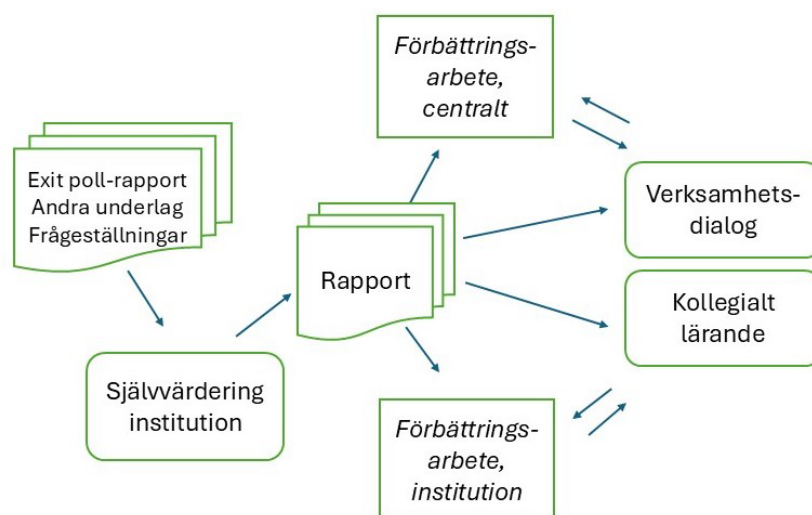 Förbättrings-
arbete,
centralt
Exit poll-rapport
Andra underlag
Frågeställningar
Verksamhets-
dialog
Rapport
Kollegialt
lärande
Självvärdering
institution
Förbättrings-
arbete,
institution